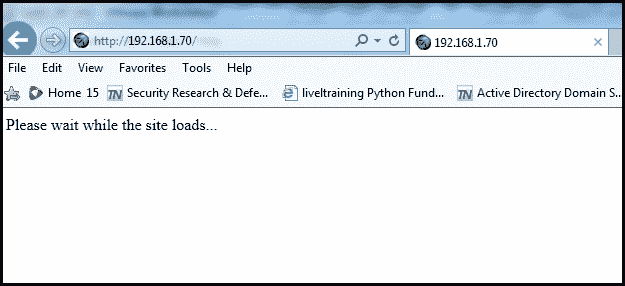 http://192.168.1.70/
192.168.1.70
File Edit View Favorites Tools Help
Home 15 Security Research & Defe... liveltraining Python Fund... Active Directory Domain S...
Please wait while the site loads...